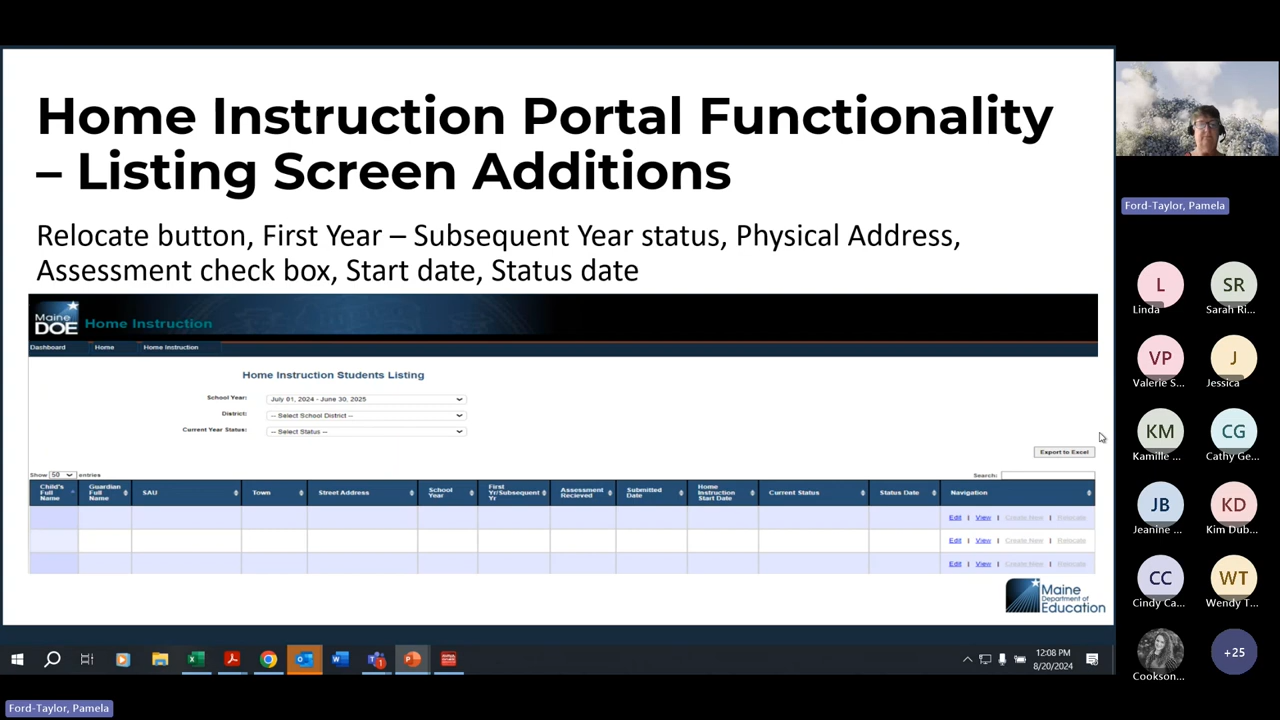 Home Instruction Portal Functionality
– Listing Screen Additions
Relocate button, First Year – Subsequent Year status, Physical Address,
Assessment check box, Start date, Status date
Maine
DOE
Home Instruction
Dashboard
Home
Home Instruction
Home Instruction Students Listing
School Year:
July 01, 2024 - June 30, 2025
District:
-- Select School District --
Current Year Status:
-- Select Status --
Export to Excel
Show 50 entries
Search:
Child's
Full
Name
Guardian
Full
Name
SAU
Town
Street Address
School
Year
First
Yr/Subsequent
Yr
Assessment
Recieved
Submitted
Date
Home
Instruction
Start Date
Current Status
Status Date
Navigation
Edit | View | Create New | Relocate
Edit | View | Create New | Relocate
Edit | View | Create New | Relocate
Maine
Department of
Education
12:08 PM
8/20/2024
Ford-Taylor, Pamela
L
Linda
SR
Sarah Ri...
VP
Valerie S...
J
Jessica
KM
Kamille ...
CG
Cathy Ge...
JB
Jeanine ...
KD
Kim Dub...
CC
Cindy Ca...
WT
Wendy T...
Cookson...
+25
Ford-Taylor, Pamela